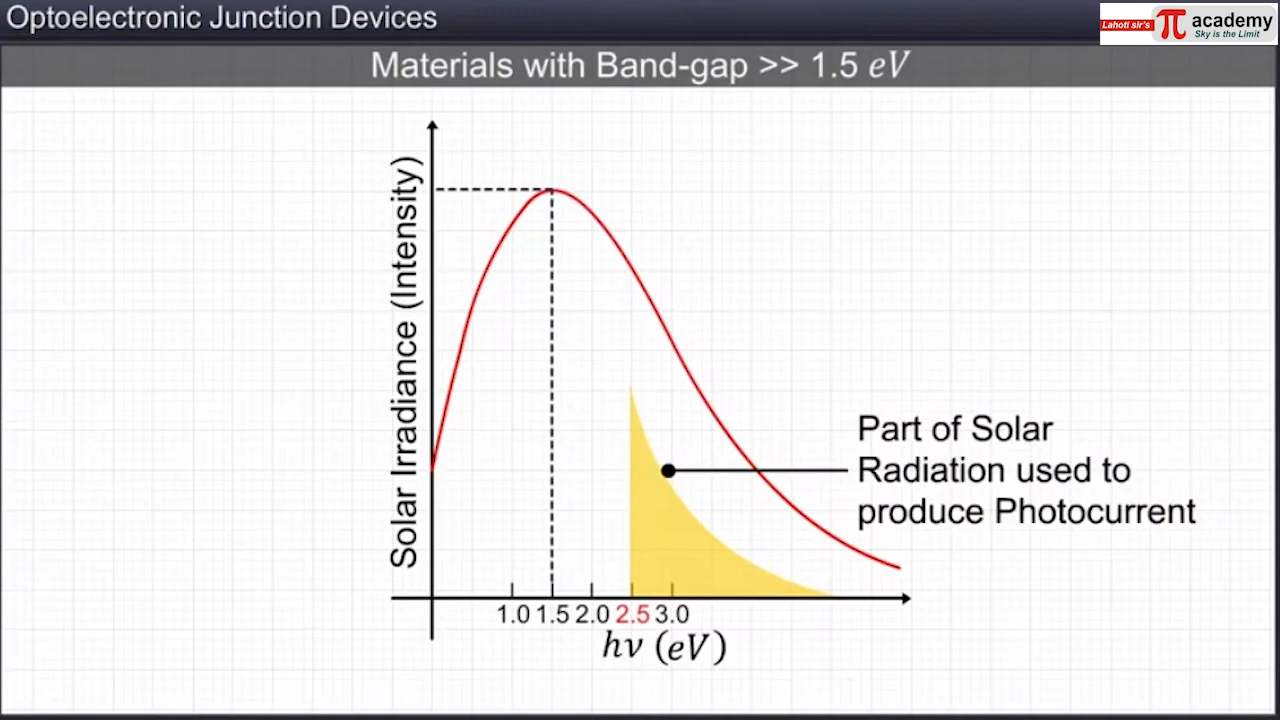 Optoelectronic Junction Devices
Lahoti sir's π academy
Sky is the Limit
Materials with Band-gap >> 1.5 eV
Solar Irradiance (Intensity)
Part of Solar
Radiation used to
produce Photocurrent
1.0 1.5 2.0 2.5 3.0
hν (eV)